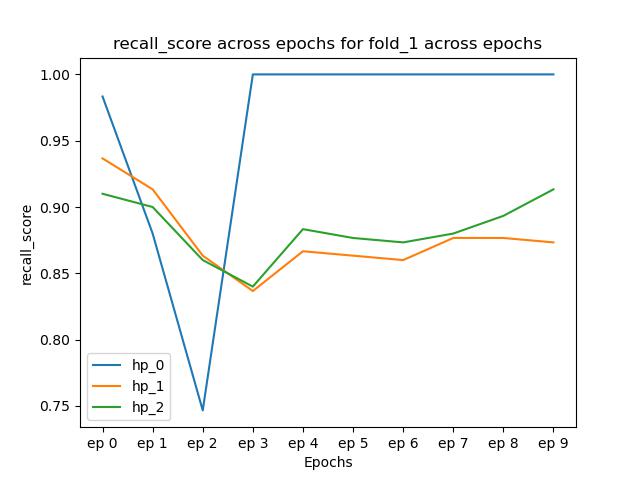 recall_score across epochs for fold_1 across epochs
recall_score
1.00
0.95
0.90
0.85
0.80
0.75
hp_0
hp_1
hp_2
ep 0 ep 1 ep 2 ep 3 ep 4 ep 5 ep 6 ep 7 ep 8 ep 9
Epochs